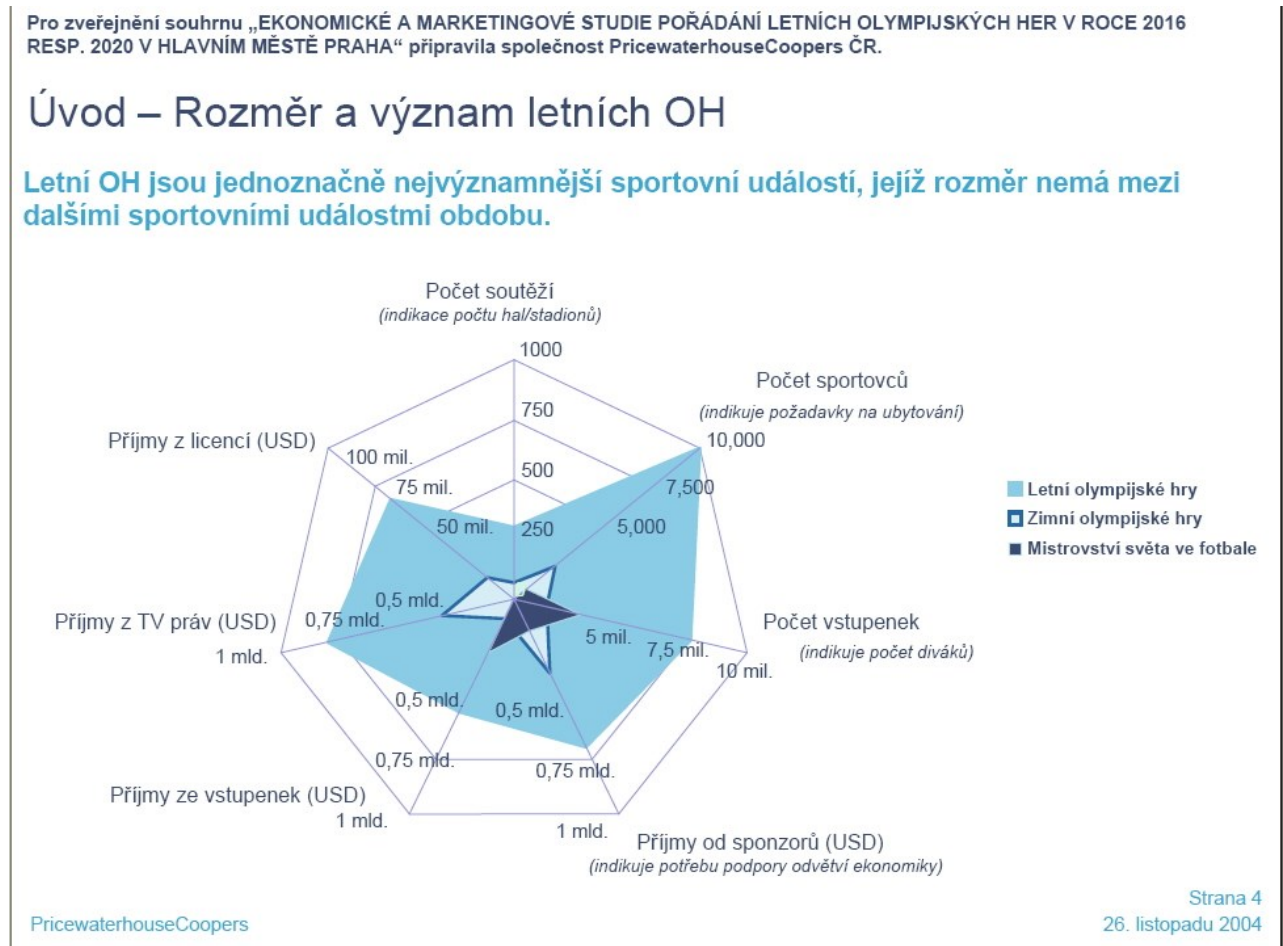 Pro zveřejnění souhrnu „EKONOMICKÉ A MARKETINGOVÉ STUDIE POŘÁDÁNÍ LETNÍCH OLYMPIJSKÝCH HER V ROCE 2016
RESP. 2020 V HLAVNÍM MĚSTĚ PRAHA“ připravila společnost PricewaterhouseCoopers ČR.
Úvod – Rozměr a význam letních OH
Letní OH jsou jednoznačně nejvýznamnější sportovní událostí, jejíž rozměr nemá mezi
dalšími sportovními událostmi obdobu.
Počet soutěží
(indikace počtu hal/stadionů)
1000
750
500
250
Počet sportovců
(indikuje požadavky na ubytování)
10,000
7,500
5,000
Počet vstupenek
(indikuje počet diváků)
5 mil.
7,5 mil.
10 mil.
Příjmy od sponzorů (USD)
(indikuje potřebu podpory odvětví ekonomiky)
0,5 mld.
0,75 mld.
1 mld.
Příjmy ze vstupenek (USD)
0,5 mld.
0,75 mld.
1 mld.
Příjmy z TV práv (USD)
0,5 mld.
0,75 mld.
1 mld.
Příjmy z licencí (USD)
100 mil.
75 mil.
50 mil.
Letní olympijské hry
Zimní olympijské hry
Mistrovství světa ve fotbale
PricewaterhouseCoopers
Strana 4
26. listopadu 2004